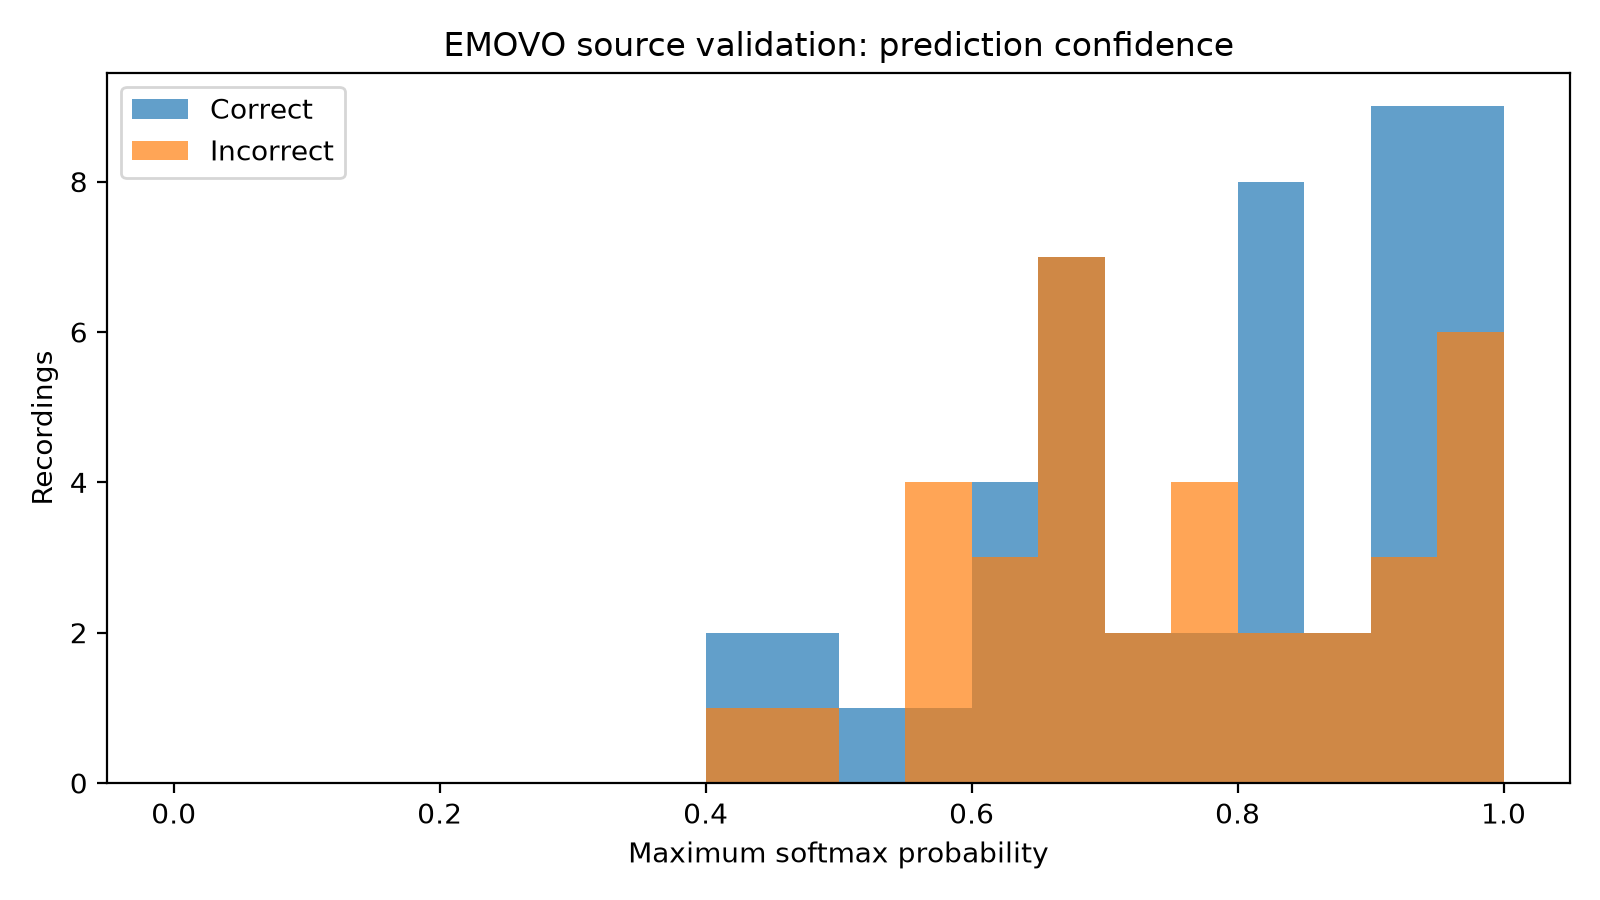 EMOVO source validation: prediction confidence
Correct
Incorrect
8
6
4
2
0
Recordings
0.0 0.2 0.4 0.6 0.8 1.0
Maximum softmax probability